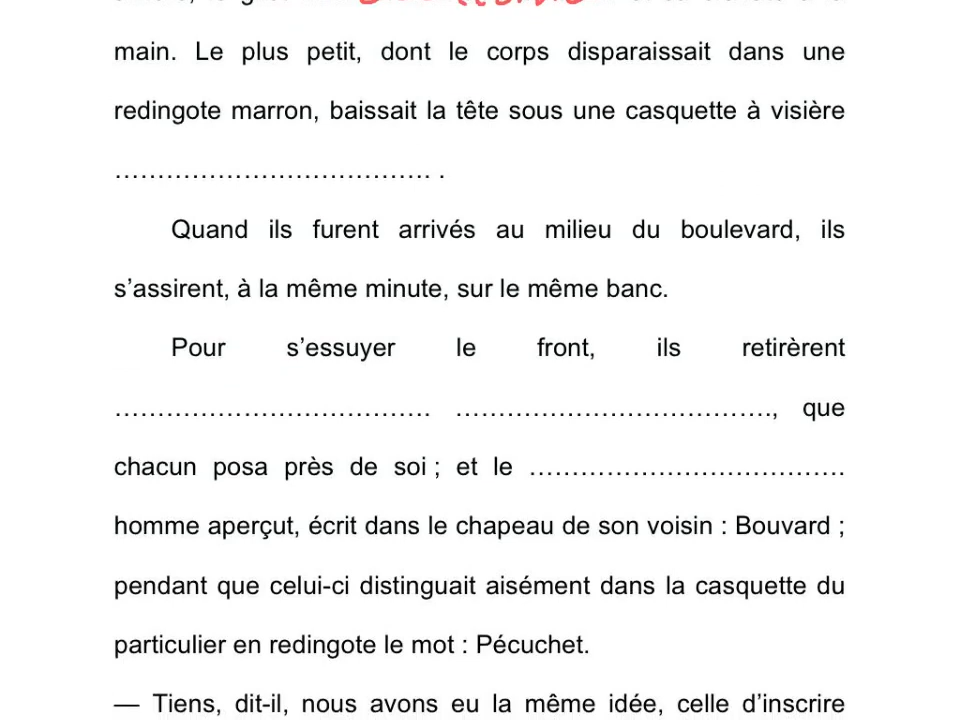 main. Le plus petit, dont le corps disparaissait dans une
redingote marron, baissait la tête sous une casquette à visière
…………………………………. .
Quand ils furent arrivés au milieu du boulevard, ils
s’assirent, à la même minute, sur le même banc.
Pour s’essuyer le front, ils retirèrent
…………………………………. …………………………………., que
chacun posa près de soi ; et le ………………………………….
homme aperçut, écrit dans le chapeau de son voisin : Bouvard ;
pendant que celui-ci distinguait aisément dans la casquette du
particulier en redingote le mot : Pécuchet.
— Tiens, dit-il, nous avons eu la même idée, celle d’inscrire